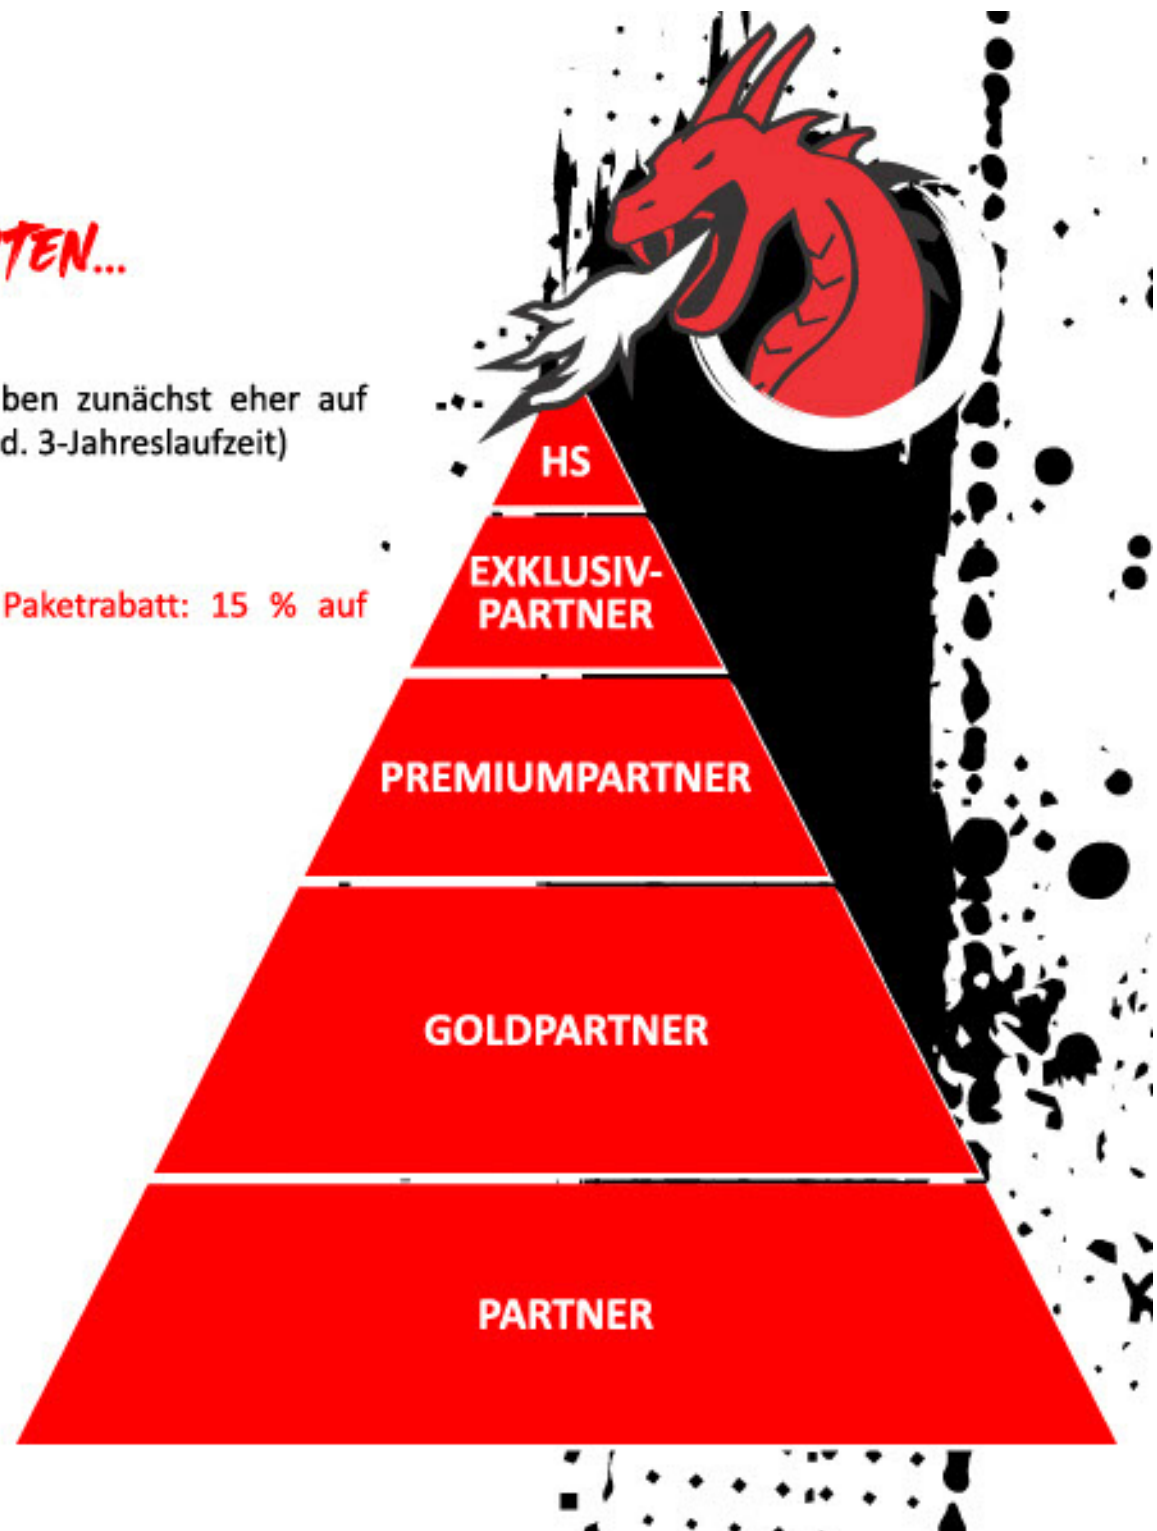 TEN...
ben zunächst eher auf
d. 3-Jahreslaufzeit)
Paketrabatt: 15 % auf
HS
EXKLUSIV-
PARTNER
PREMIUMPARTNER
GOLDPARTNER
PARTNER